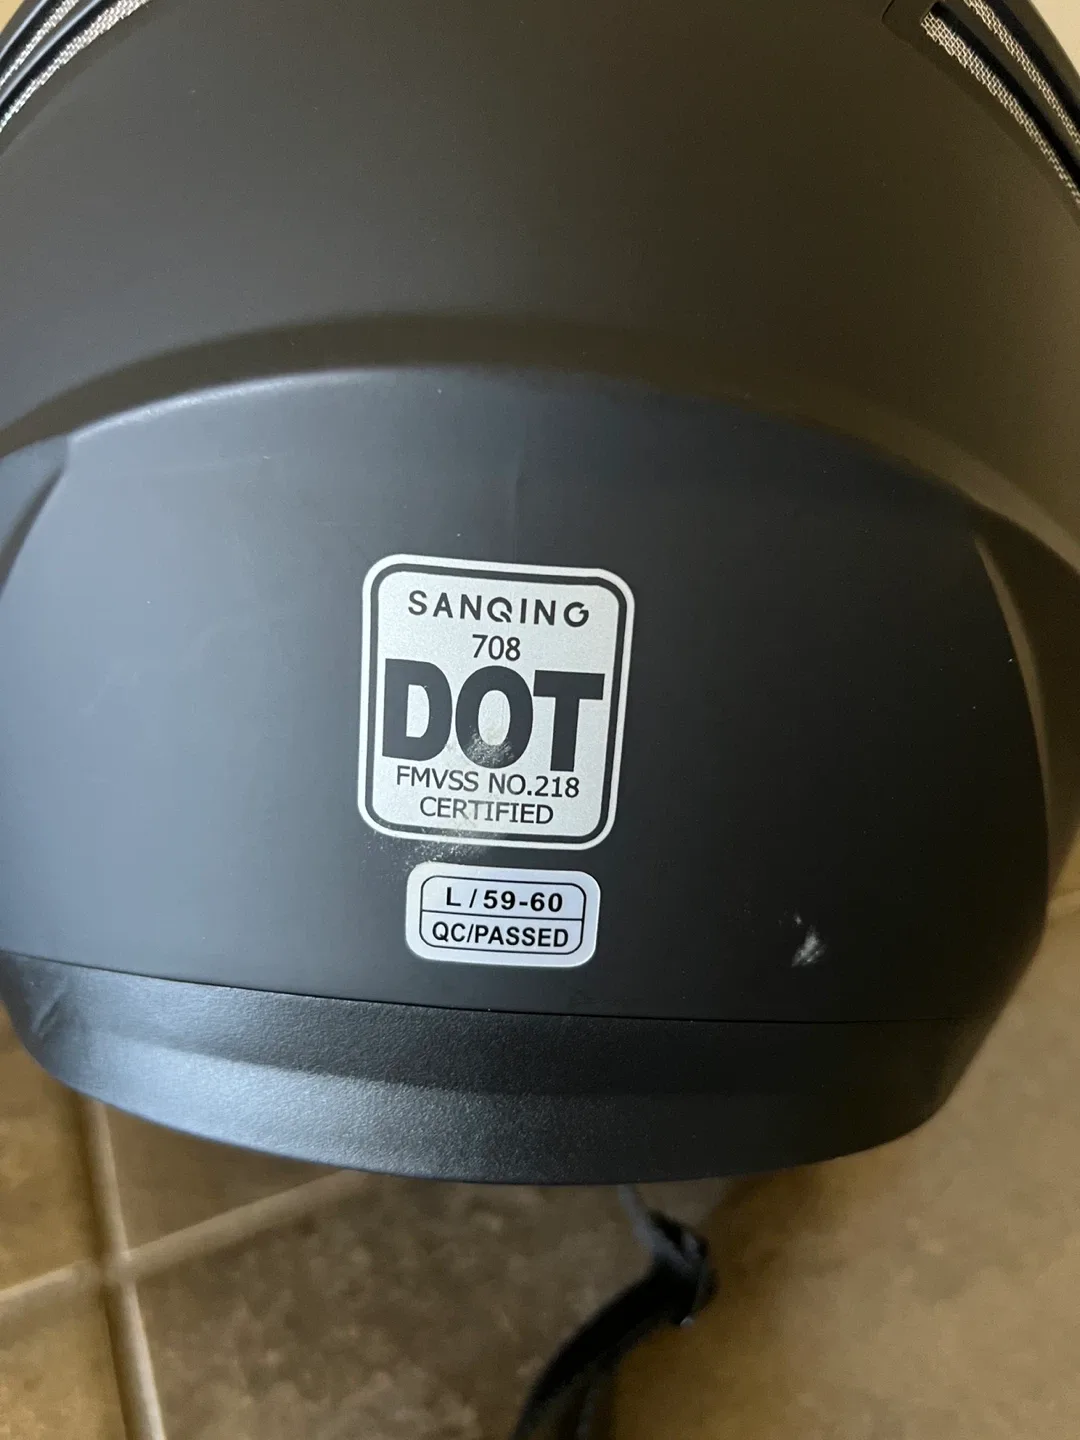 SANQING
708
DOT
FMVSS NO.218
CERTIFIED
L / 59-60
QC/PASSED